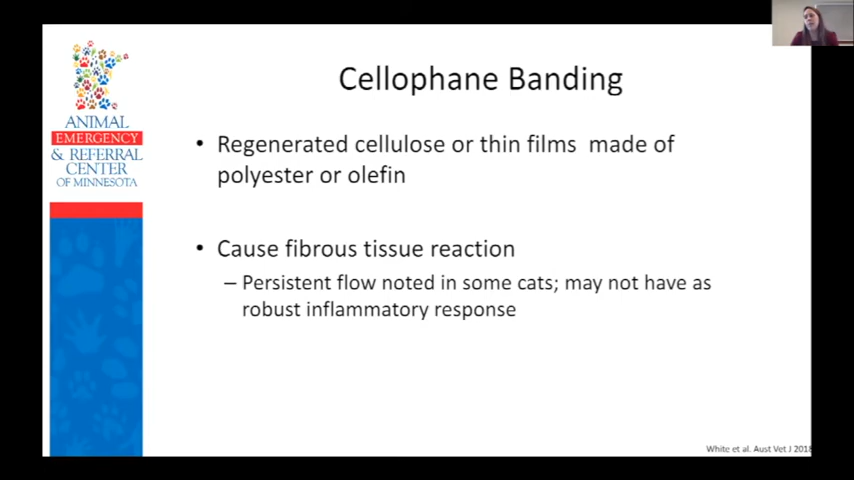 Cellophane Banding
ANIMAL
EMERGENCY
& REFERRAL
CENTER
OF MINNESOTA
• Regenerated cellulose or thin films made of
polyester or olefin
• Cause fibrous tissue reaction
– Persistent flow noted in some cats; may not have as
robust inflammatory response
White et al. Aust Vet J 2018